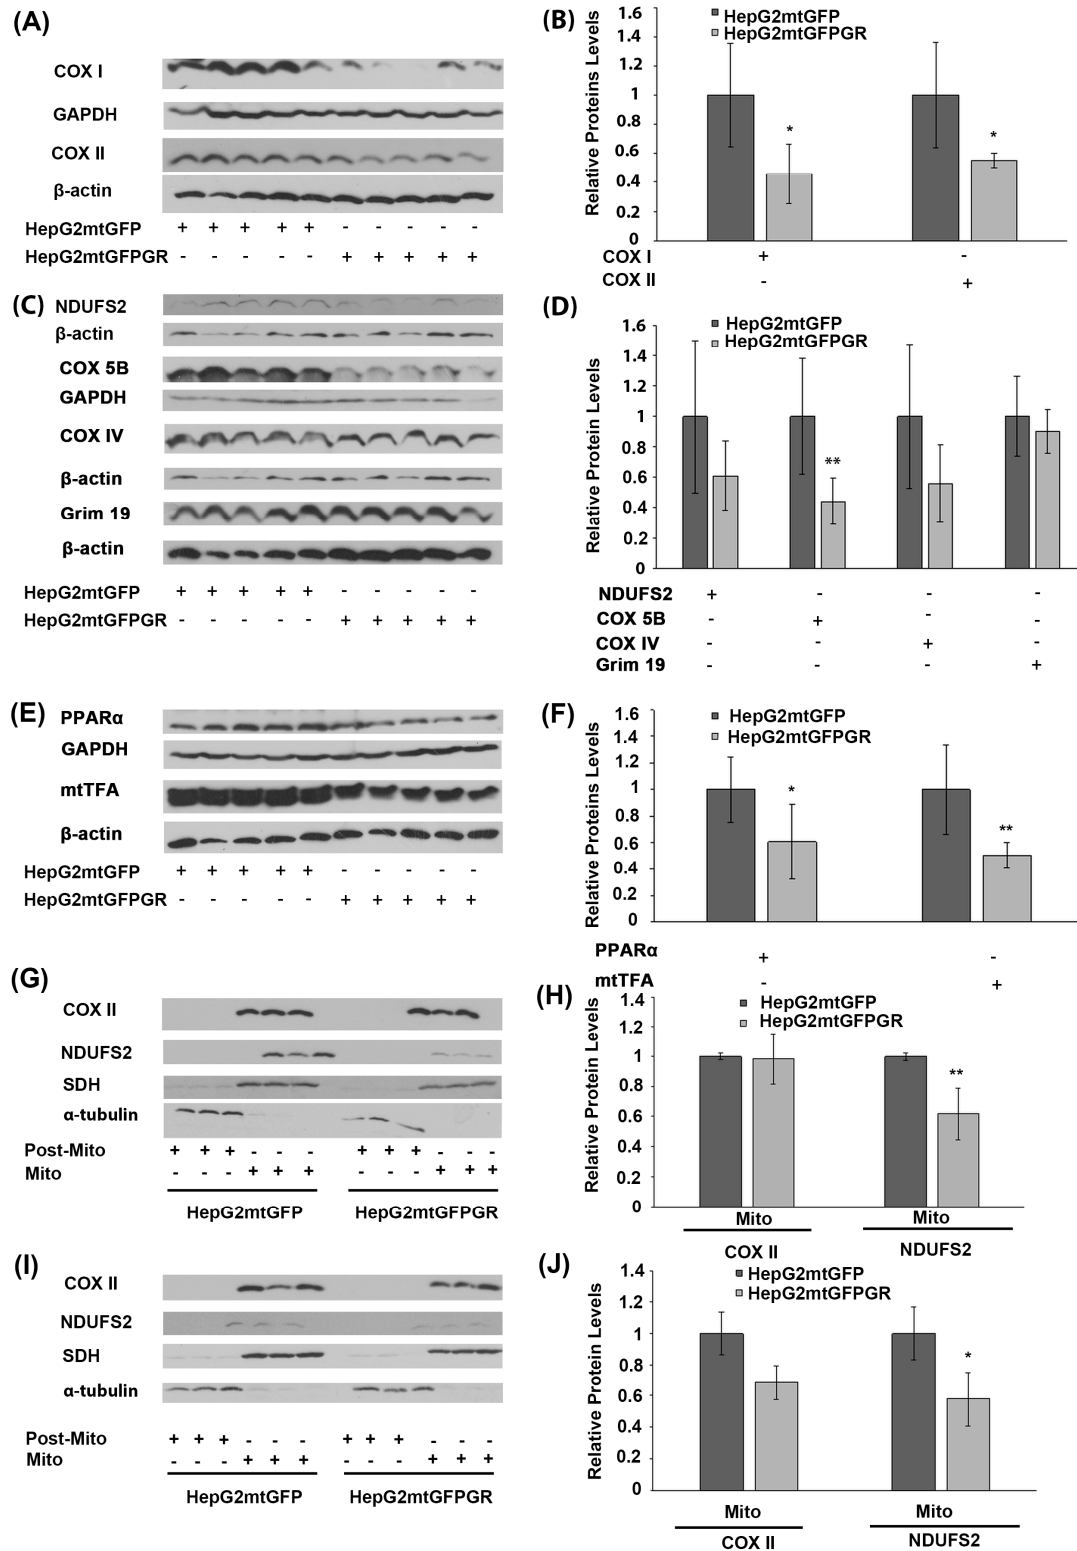 (A)
COX I
GAPDH
COX II
β-actin
HepG2mtGFP + + + + + - - - - -
HepG2mtGFPGR - - - - - + + + + +
(B)
Relative Proteins Levels
1.6
1.4
1.2
1
0.8
0.6
0.4
0.2
0
HepG2mtGFP
HepG2mtGFPGR
*
*
COX I + -
COX II - +
(C)
NDUFS2
β-actin
COX 5B
GAPDH
COX IV
β-actin
Grim 19
β-actin
HepG2mtGFP + + + + + - - - - -
HepG2mtGFPGR - - - - - + + + + +
(D)
Relative Protein Levels
1.6
1.4
1.2
1
0.8
0.6
0.4
0.2
0
HepG2mtGFP
HepG2mtGFPGR
**
NDUFS2 + - - -
COX 5B - + - -
COX IV - - + -
Grim 19 - - - +
(E)
PPARα
GAPDH
mtTFA
β-actin
HepG2mtGFP + + + + + - - - - -
HepG2mtGFPGR - - - - - + + + + +
(F)
Relative Proteins Levels
1.6
1.4
1.2
1
0.8
0.6
0.4
0.2
0
HepG2mtGFP
HepG2mtGFPGR
*
**
PPARα + -
mtTFA - +
(G)
COX II
NDUFS2
SDH
α-tubulin
Post-Mito + + + - - - + + + - - -
Mito - - - + + + - - - + + +
HepG2mtGFP HepG2mtGFPGR
(H)
Relative Protein Levels
1.4
1.2
1
0.8
0.6
0.4
0.2
0
HepG2mtGFP
HepG2mtGFPGR
**
Mito Mito
COX II NDUFS2
(I)
COX II
NDUFS2
SDH
α-tubulin
Post-Mito + + + - - - + + + - - -
Mito - - - + + + - - - + + +
HepG2mtGFP HepG2mtGFPGR
(J)
Relative Protein Levels
1.4
1.2
1
0.8
0.6
0.4
0.2
0
HepG2mtGFP
HepG2mtGFPGR
*
Mito Mito
COX II NDUFS2